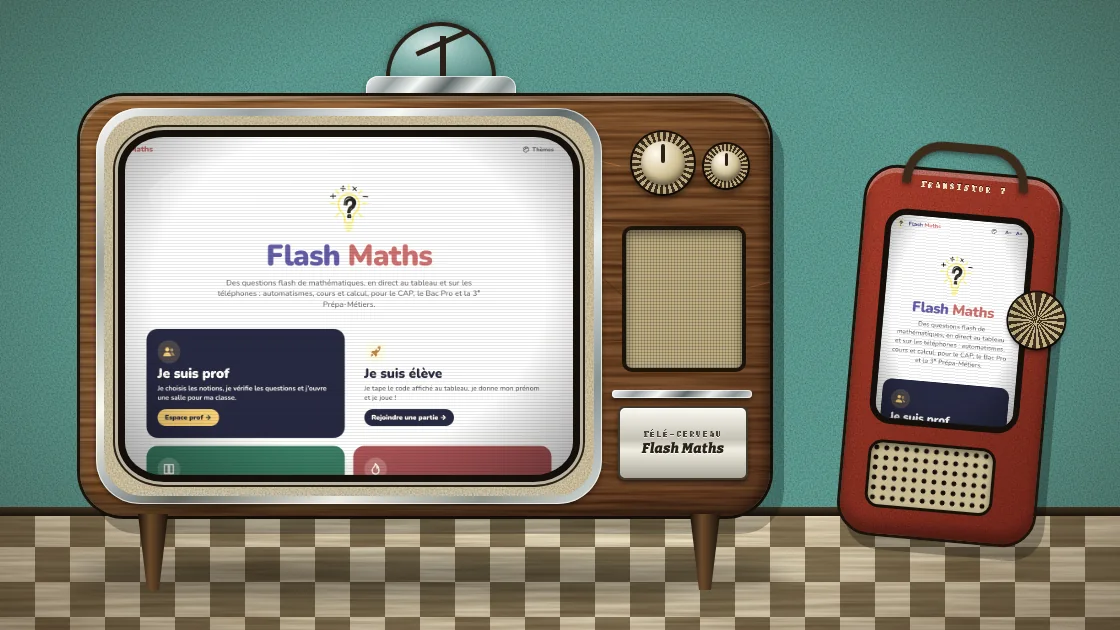 aths
Thèmes
Flash Maths
Des questions flash de mathématiques, en direct au tableau et sur les
téléphones : automatismes, cours et calcul, pour le CAP, le Bac Pro et la 3ᵉ
Prépa-Métiers.
Je suis prof
Je choisis les notions, je vérifie les questions et j'ouvre
une salle pour ma classe.
Espace prof →
Je suis élève
Je tape le code affiché au tableau, je donne mon prénom
et je joue !
Rejoindre une partie →
TÉLÉ-CERVEAU
Flash Maths
TRANSISTOR 7
Flash Maths
A- A+
Flash Maths
Des questions flash de
mathématiques, en direct au tableau
et sur les téléphones : automatismes,
cours et calcul, pour le CAP, le Bac Pro
et la 3ᵉ Prépa-Métiers.
Je suis prof